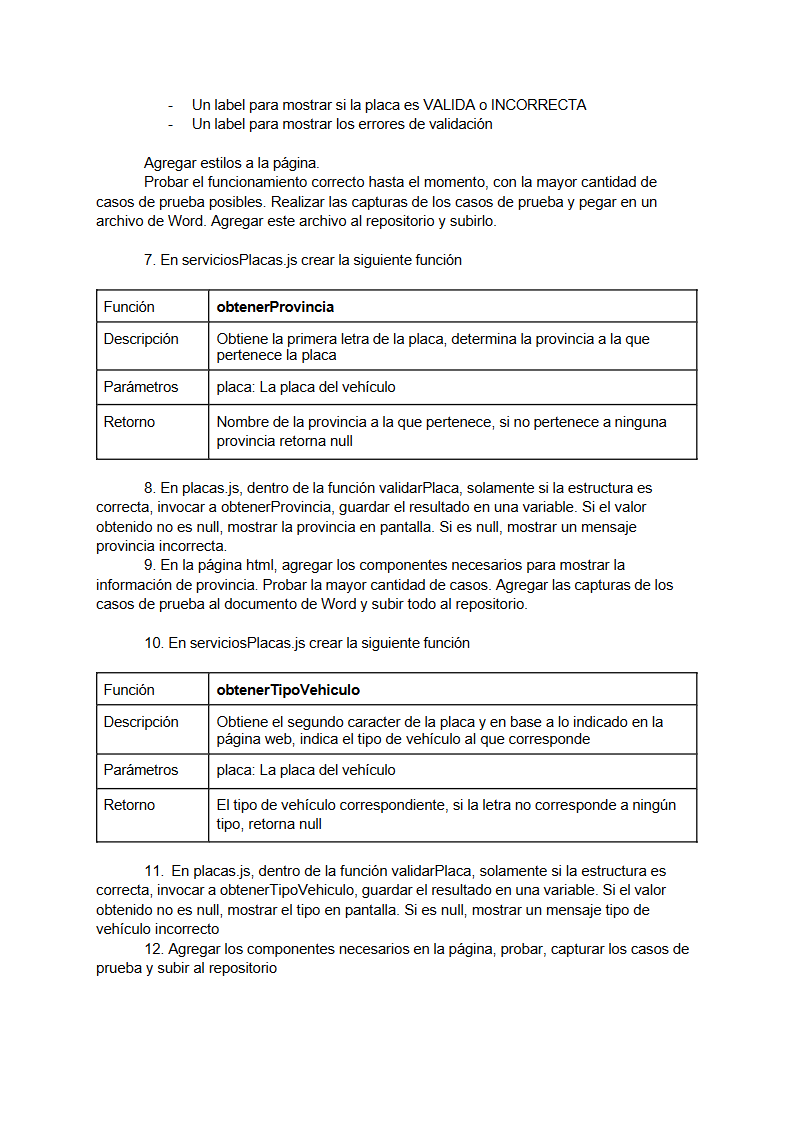 - Un label para mostrar si la placa es VALIDA o INCORRECTA
- Un label para mostrar los errores de validación
Agregar estilos a la página.
Probar el funcionamiento correcto hasta el momento, con la mayor cantidad de
casos de prueba posibles. Realizar las capturas de los casos de prueba y pegar en un
archivo de Word. Agregar este archivo al repositorio y subirlo.
7. En serviciosPlacas.js crear la siguiente función
Función obtenerProvincia
Descripción Obtiene la primera letra de la placa, determina la provincia a la que
pertenece la placa
Parámetros placa: La placa del vehículo
Retorno Nombre de la provincia a la que pertenece, si no pertenece a ninguna
provincia retorna null
8. En placas.js, dentro de la función validarPlaca, solamente si la estructura es
correcta, invocar a obtenerProvincia, guardar el resultado en una variable. Si el valor
obtenido no es null, mostrar la provincia en pantalla. Si es null, mostrar un mensaje
provincia incorrecta.
9. En la página html, agregar los componentes necesarios para mostrar la
información de provincia. Probar la mayor cantidad de casos. Agregar las capturas de los
casos de prueba al documento de Word y subir todo al repositorio.
10. En serviciosPlacas.js crear la siguiente función
Función obtenerTipoVehiculo
Descripción Obtiene el segundo caracter de la placa y en base a lo indicado en la
página web, indica el tipo de vehículo al que corresponde
Parámetros placa: La placa del vehículo
Retorno El tipo de vehículo correspondiente, si la letra no corresponde a ningún
tipo, retorna null
11. En placas.js, dentro de la función validarPlaca, solamente si la estructura es
correcta, invocar a obtenerTipoVehiculo, guardar el resultado en una variable. Si el valor
obtenido no es null, mostrar el tipo en pantalla. Si es null, mostrar un mensaje tipo de
vehículo incorrecto
12. Agregar los componentes necesarios en la página, probar, capturar los casos de
prueba y subir al repositorio